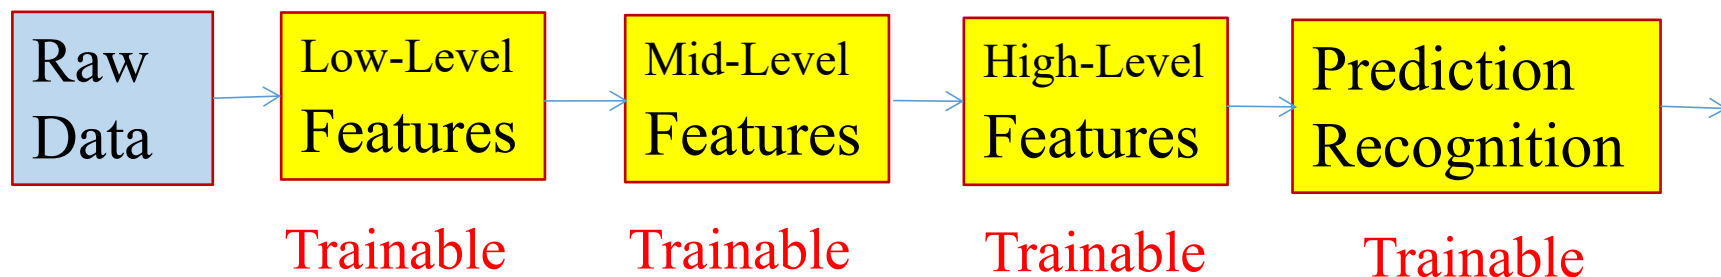 Raw
Data
Low-Level
Features
Mid-Level
Features
High-Level
Features
Prediction
Recognition
Trainable
Trainable
Trainable
Trainable